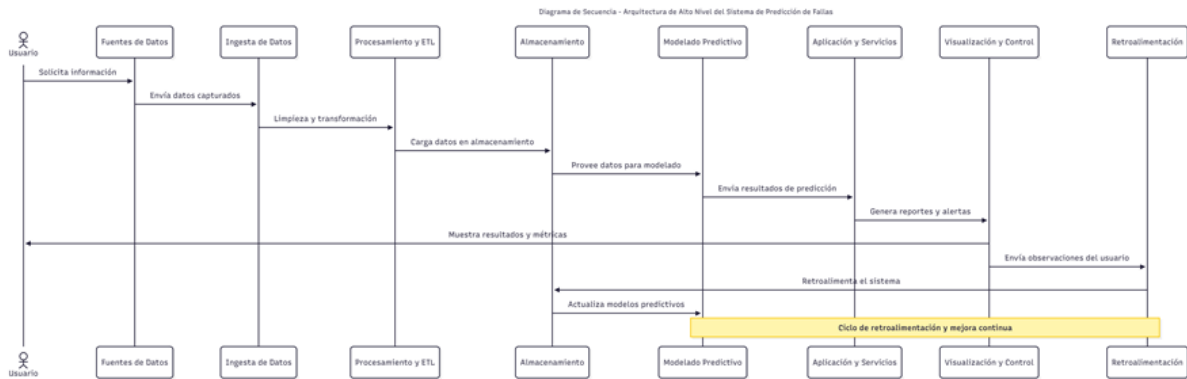 Diagrama de Secuencia - Arquitectura de Alto Nivel del Sistema de Predicción de Fallas
Usuario
Fuentes de Datos
Ingesta de Datos
Procesamiento y ETL
Almacenamiento
Modelado Predictivo
Aplicación y Servicios
Visualización y Control
Retroalimentación
Solicita información
Envía datos capturados
Limpieza y transformación
Carga datos en almacenamiento
Provee datos para modelado
Envía resultados de predicción
Genera reportes y alertas
Muestra resultados y métricas
Envía observaciones del usuario
Retroalimenta el sistema
Actualiza modelos predictivos
Ciclo de retroalimentación y mejora continua
Usuario
Fuentes de Datos
Ingesta de Datos
Procesamiento y ETL
Almacenamiento
Modelado Predictivo
Aplicación y Servicios
Visualización y Control
Retroalimentación